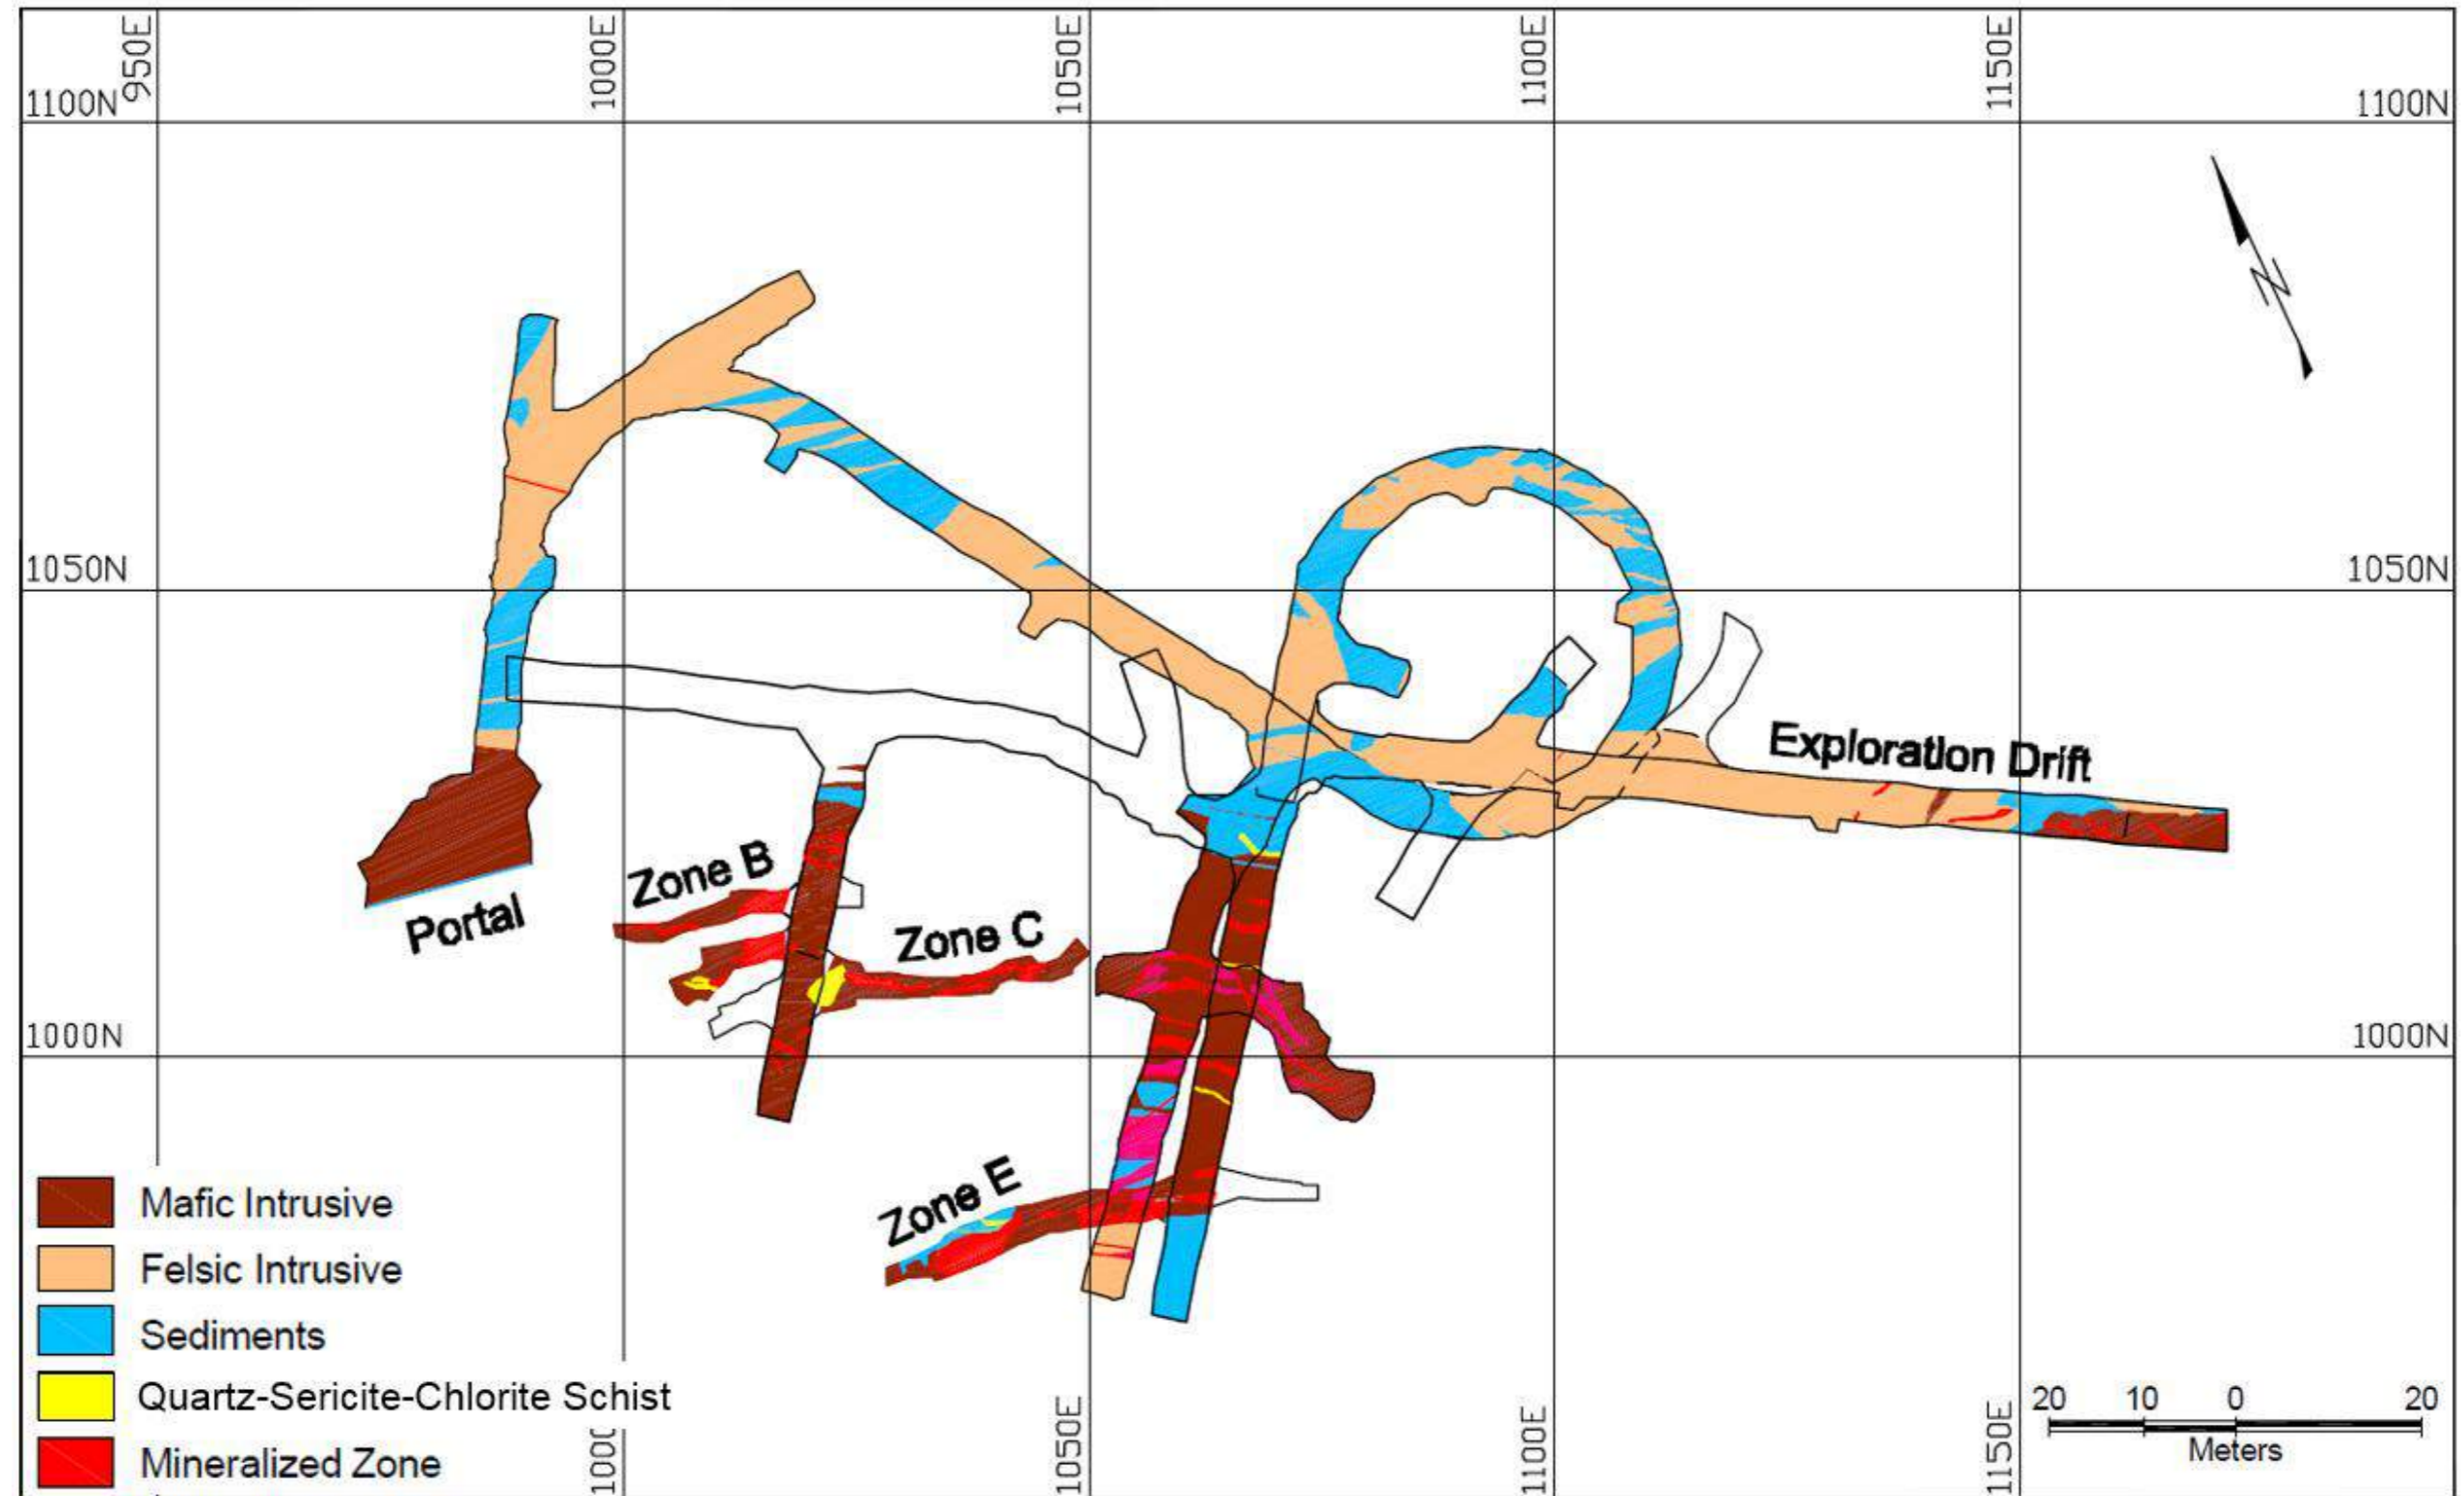 950E
1000E
1050E
1100E
1150E
1100N
1100N
1050N
1050N
Exploration Drift
Zone B
Zone C
Portal
1000N
1000N
Zone E
Mafic Intrusive
Felsic Intrusive
Sediments
Quartz-Sericite-Chlorite Schist
Mineralized Zone
1050E
1100E
1150E
20 10 0 20
Meters
N